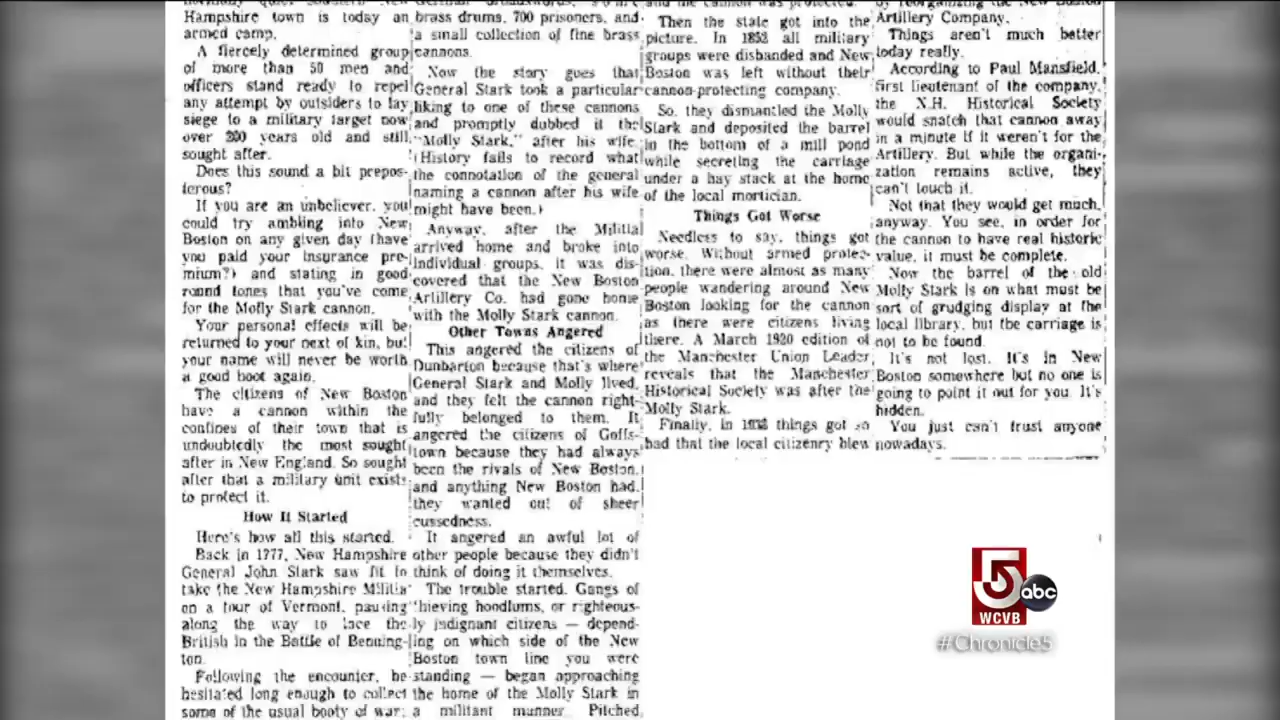 Hampshire town is today an
armed camp.
A fiercely determined group
of more than 50 men and
officers stand ready to repel
any attempt by outsiders to lay
siege to a military target now
over 200 years old and still
sought after.
Does this sound a bit prepos-
terous?
If you are an unbeliever, you
could try ambling into New
Boston on any given day (have
you paid your insurance pre-
mium?) and stating in good
round tones that you've come
for the Molly Stark cannon.
Your personal effects will be
returned to your next of kin, but
your name will never be worth
a good hoot again.
The citizens of New Boston
have a cannon within the
confines of their town that is
undoubtedly the most sought
after in New England. So sought
after that a military unit exists
to protect it.
How It Started
Here's how all this started.
Back in 1777, New Hampshire
General John Stark saw fit to
take the New Hampshire Militia
on a tour of Vermont, pausing
along the way to face the
British in the Battle of Benning-
ton.
Following the encounter, he
hesitated long enough to collect
some of the usual booty of war:
brass drums, 700 prisoners, and
a small collection of fine brass
cannons.
Now the story goes that
General Stark took a particular
liking to one of these cannons
and promptly dubbed it the
"Molly Stark," after his wife.
(History fails to record what
the connotation of the general
naming a cannon after his wife
might have been.)
Anyway, after the Militia
arrived home and broke into
individual groups, it was dis-
covered that the New Boston
Artillery Co. had gone home
with the Molly Stark cannon.
Other Towns Angered
This angered the citizens of
Dunbarton because that's where
General Stark and Molly lived,
and they felt the cannon right-
fully belonged to them. It
angered the citizens of Goffs-
town because they had always
been the rivals of New Boston,
and anything New Boston had,
they wanted out of sheer
cussedness.
It angered an awful lot of
other people because they didn't
think of doing it themselves.
The trouble started. Gangs of
thieving hoodlums, or righteous-
ly indignant citizens — depend-
ing on which side of the New
Boston town line you were
standing — began approaching
the home of the Molly Stark in
a militant manner. Pitched
and the cannon was protected.
Then the state got into the
picture. In 1852 all military
groups were disbanded and New
Boston was left without their
cannon-protecting company.
So, they dismantled the Molly
Stark and deposited the barrel
in the bottom of a mill pond
while secreting the carriage
under a hay stack at the home
of the local mortician.
Things Got Worse
Needless to say, things got
worse. Without armed protec-
tion, there were almost as many
people wandering around New
Boston looking for the cannon
as there were citizens living
there. A March 1920 edition of
the Manchester Union Leader
reveals that the Manchester
Historical Society was after the
Molly Stark.
Finally, in things got so
bad that the local citizenry blew
by reorganizing the New Boston
Artillery Company.
Things aren't much better
today really.
According to Paul Mansfield,
first lieutenant of the company,
the N.H. Historical Society
would snatch that cannon away
in a minute if it weren't for the
Artillery. But while the organi-
zation remains active, they
can't touch it.
Not that they would get much,
anyway. You see, in order for
the cannon to have real historic
value, it must be complete.
Now the barrel of the old
Molly Stark is on what must be
sort of grudging display at the
local library, but the carriage is
not to be found.
It's not lost. It's in New
Boston somewhere but no one is
going to point it out for you. It's
hidden.
You just can't trust anyone
nowadays.
5 abc
WCVB
#Chronicle5